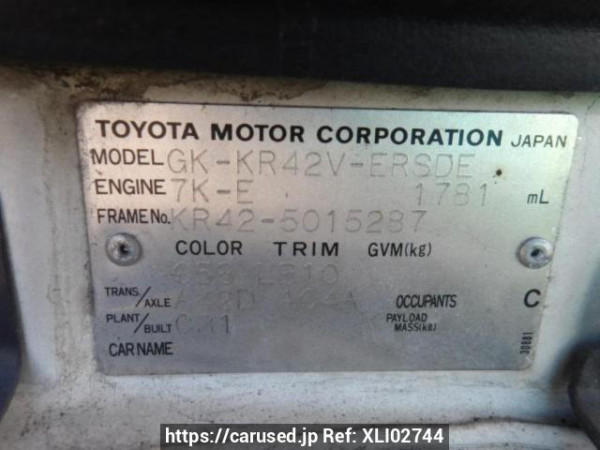 TOYOTA MOTOR CORPORATION JAPAN
MODEL GK-KR42V-ERSDE
ENGINE 7K-E 1781 mL
FRAME No. KR42-5015287
COLOR TRIM GVM(kg)
TRANS/AXLE OCCUPANTS C
PLANT/BUILT PAYLOAD MASS(kg)
CAR NAME
30881
https://carused.jp Ref: XLI02744